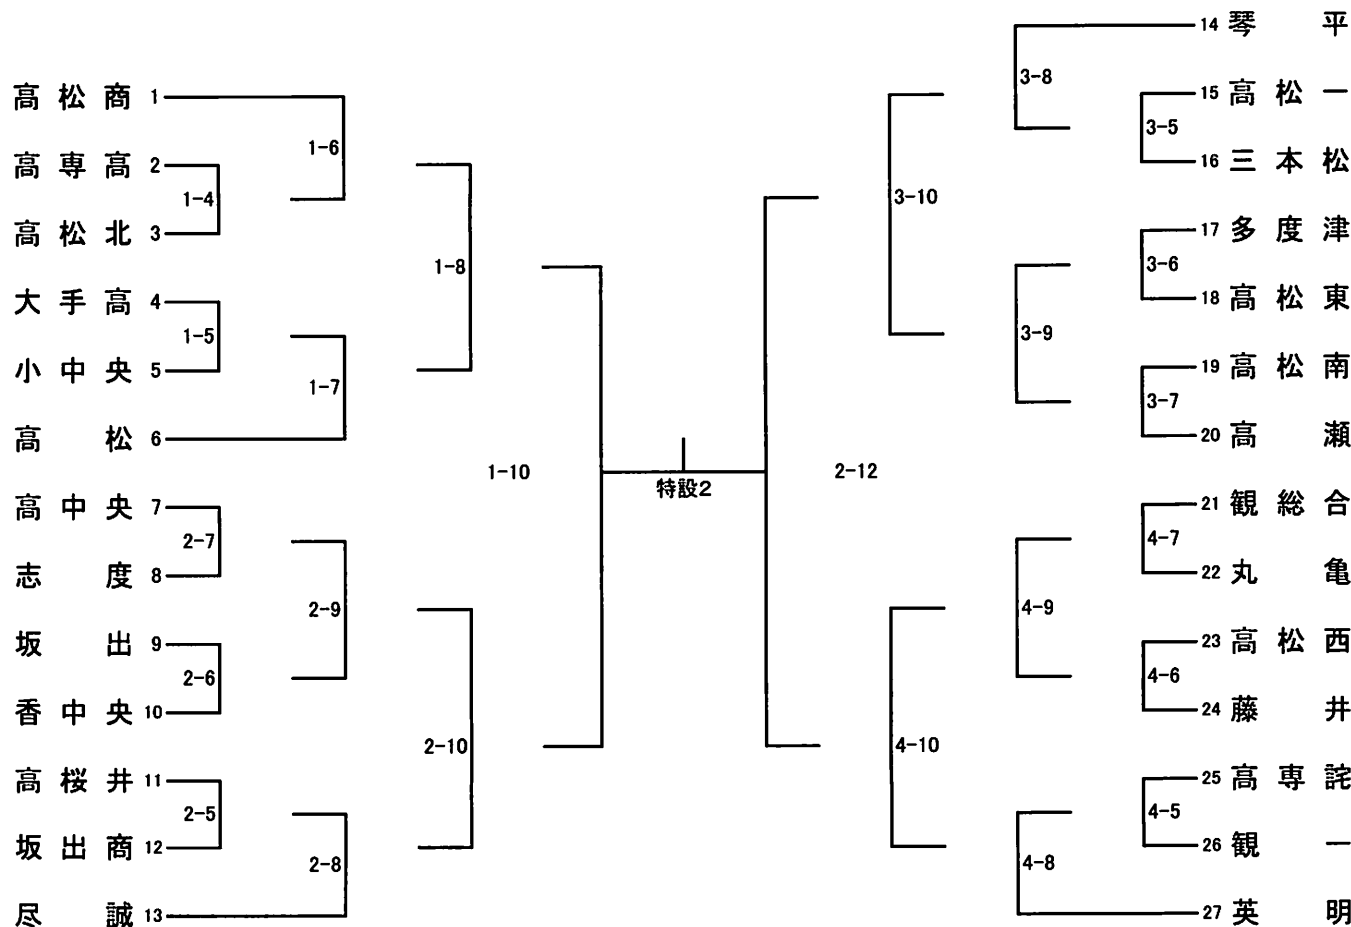 高松商 1
高専高 2
高松北 3
大手高 4
小中央 5
高松 6
高中央 7
志度 8
坂出 9
香中央 10
高桜井 11
坂出商 12
尽誠 13
1-4
1-5
2-7
2-6
2-5
1-6
1-7
2-9
2-8
1-8
2-10
1-10
特設2
2-12
3-10
4-10
3-8
3-9
4-9
4-8
3-5
3-6
3-7
4-7
4-6
4-5
14 琴平
15 高松一
16 三本松
17 多度津
18 高松東
19 高松南
20 高瀬
21 観総合
22 丸亀
23 高松西
24 藤井
25 高専詫
26 観一
27 英明